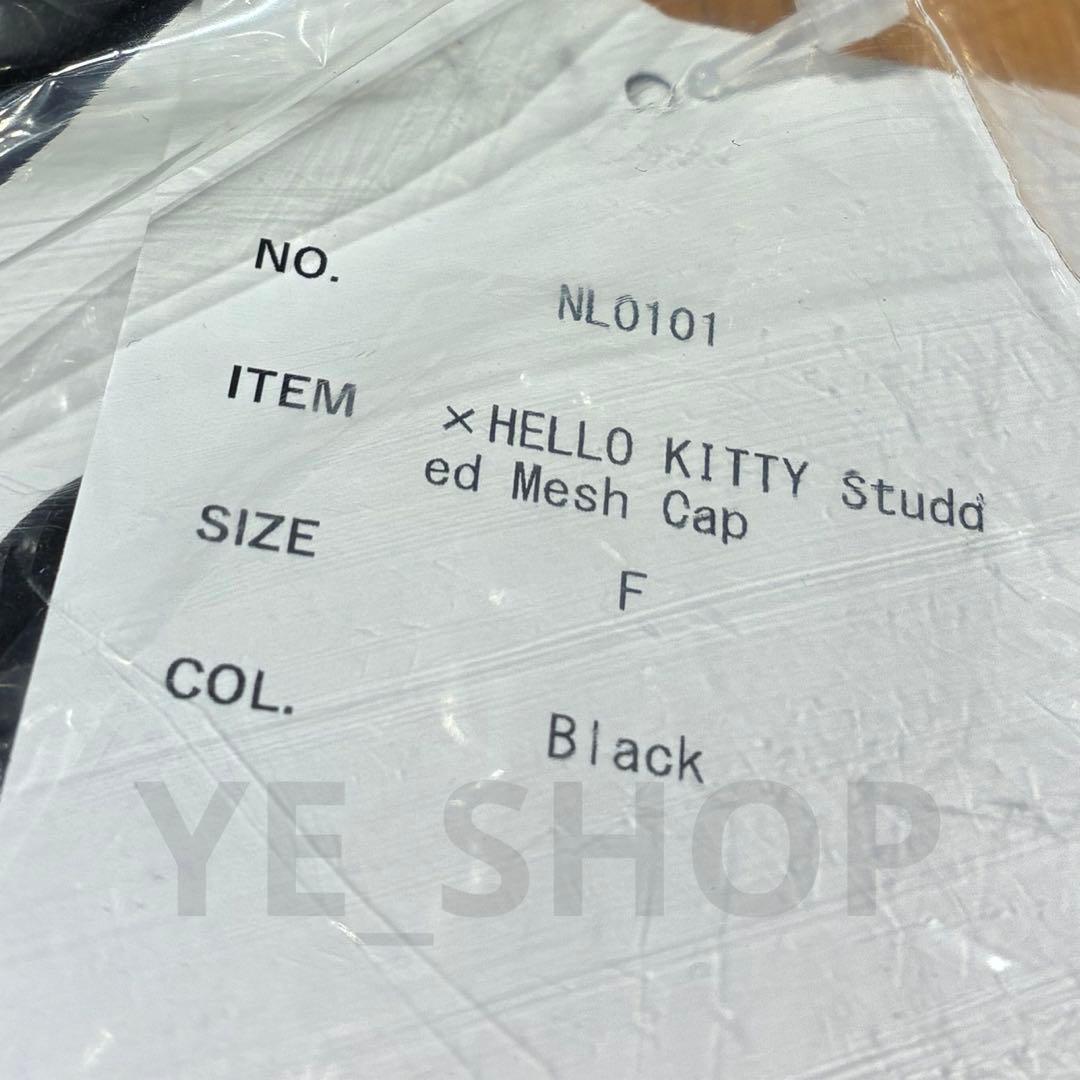 NO.
NL0101
ITEM
×HELLO KITTY Studd
ed Mesh Cap
SIZE
F
COL.
Black
YE_SHOP